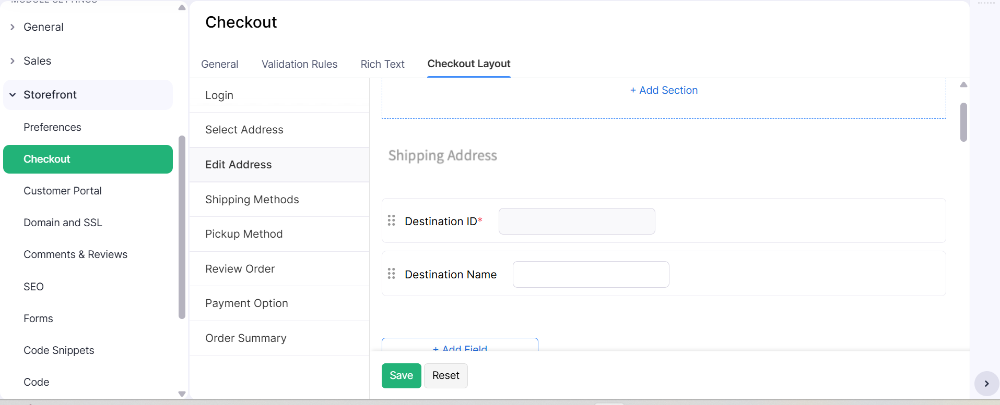 MODULE SETTINGS
General
Sales
Storefront
Preferences
Checkout
Customer Portal
Domain and SSL
Comments & Reviews
SEO
Forms
Code Snippets
Code
Checkout
General
Validation Rules
Rich Text
Checkout Layout
Login
Select Address
Edit Address
Shipping Methods
Pickup Method
Review Order
Payment Option
Order Summary
+ Add Section
Shipping Address
Destination ID*
Destination Name
+ Add Field
Save
Reset